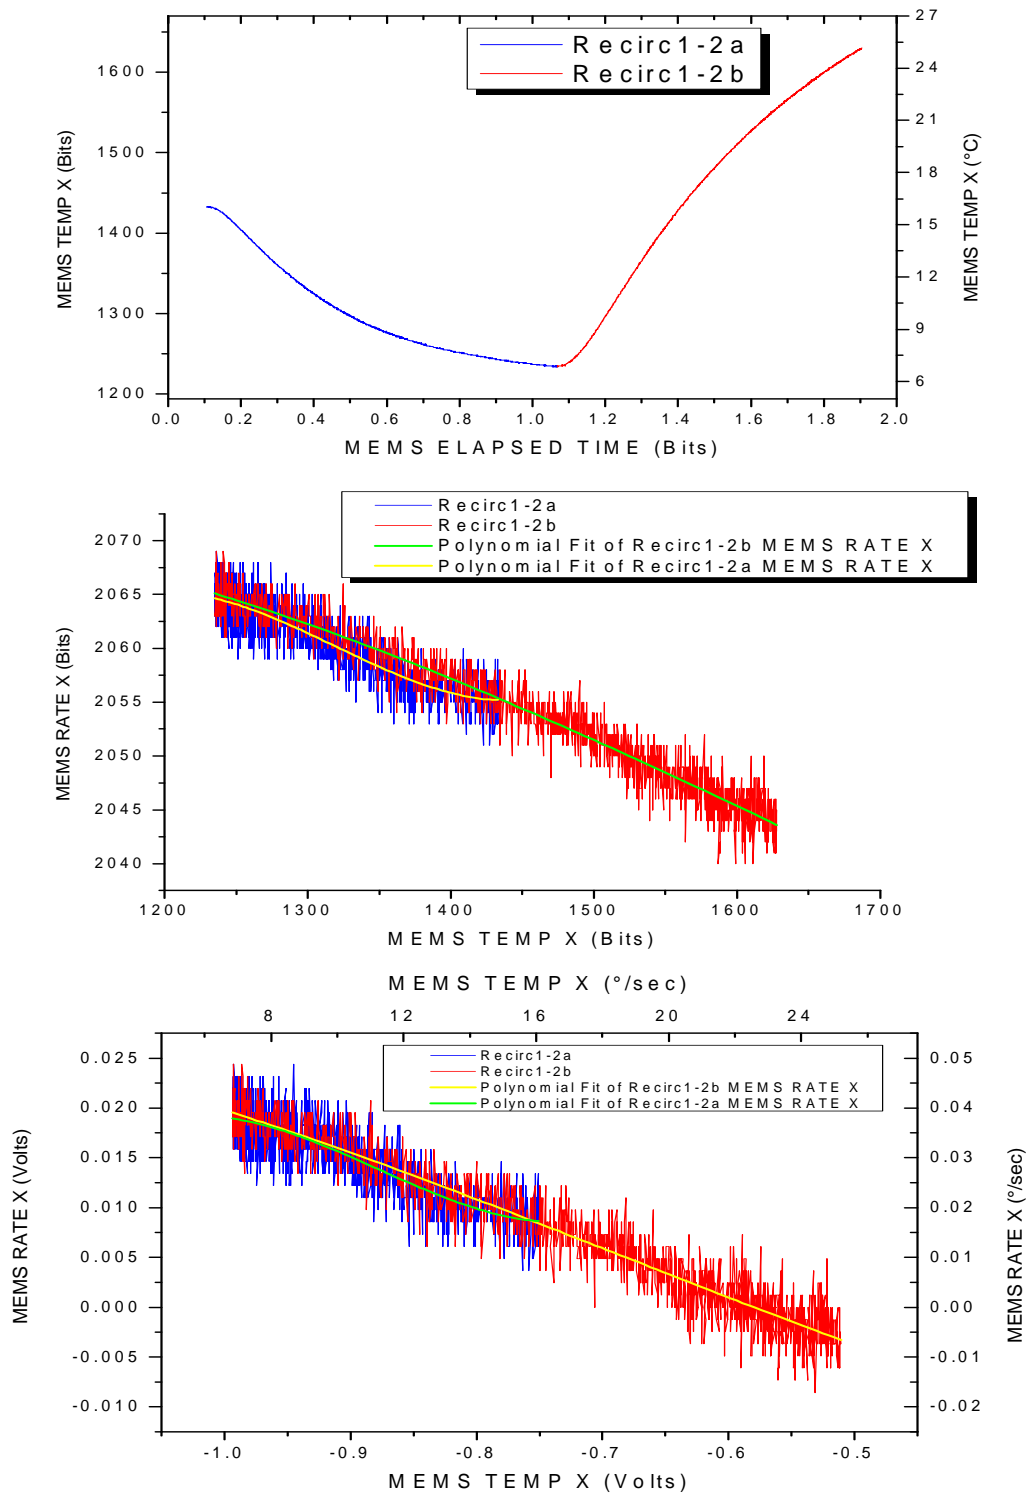 Recirc1-2a
Recirc1-2b
MEMS TEMP X (Bits)
1600
1500
1400
1300
1200
27
24
21
18
15
12
9
6
MEMS TEMP X (°C)
0.0 0.2 0.4 0.6 0.8 1.0 1.2 1.4 1.6 1.8 2.0
MEMS ELAPSED TIME (Bits)
Recirc1-2a
Recirc1-2b
Polynomial Fit of Recirc1-2b MEMS RATE X
Polynomial Fit of Recirc1-2a MEMS RATE X
MEMS RATE X (Bits)
2070
2065
2060
2055
2050
2045
2040
1200 1300 1400 1500 1600 1700
MEMS TEMP X (Bits)
MEMS TEMP X (°/sec)
8 12 16 20 24
Recirc1-2a
Recirc1-2b
Polynomial Fit of Recirc1-2b MEMS RATE X
Polynomial Fit of Recirc1-2a MEMS RATE X
MEMS RATE X (Volts)
0.025
0.020
0.015
0.010
0.005
0.000
-0.005
-0.010
0.05
0.04
0.03
0.02
0.01
0.00
-0.01
-0.02
MEMS RATE X (°/sec)
-1.0 -0.9 -0.8 -0.7 -0.6 -0.5
MEMS TEMP X (Volts)